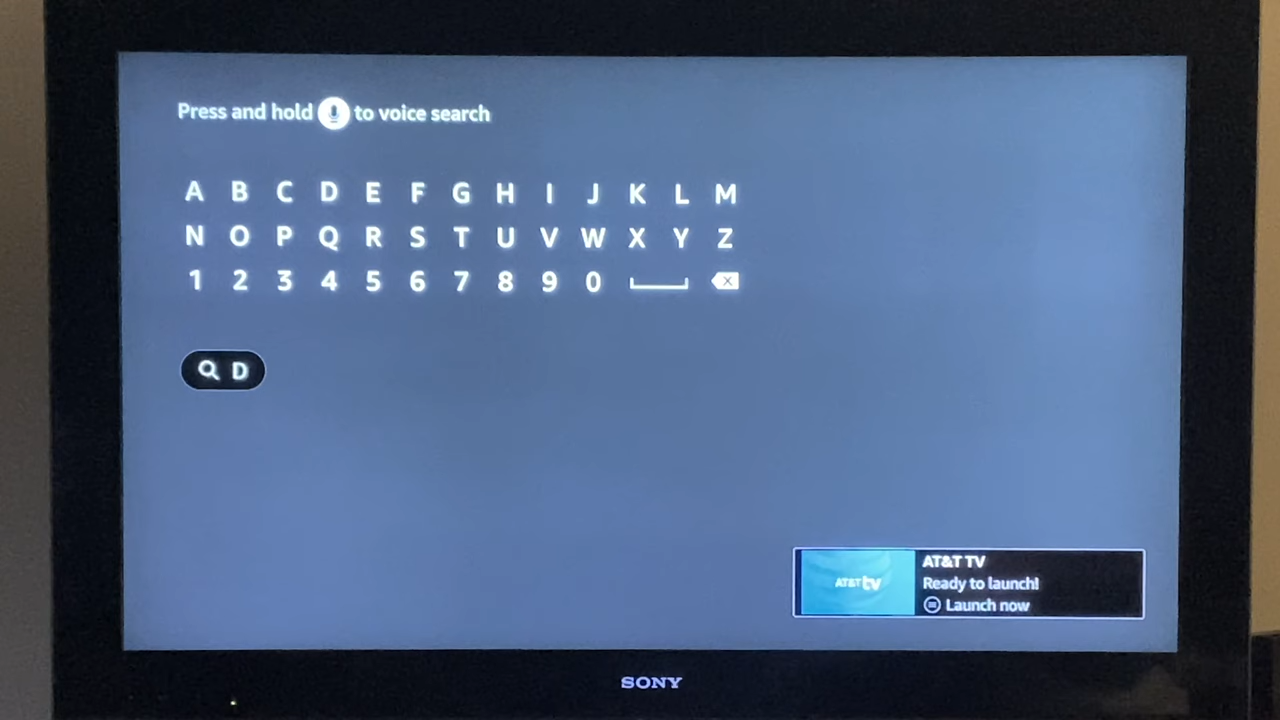 Press and hold to voice search
A B C D E F G H I J K L M
N O P Q R S T U V W X Y Z
1 2 3 4 5 6 7 8 9 0
D
AT&T tv
AT&T TV
Ready to launch!
Launch now
SONY